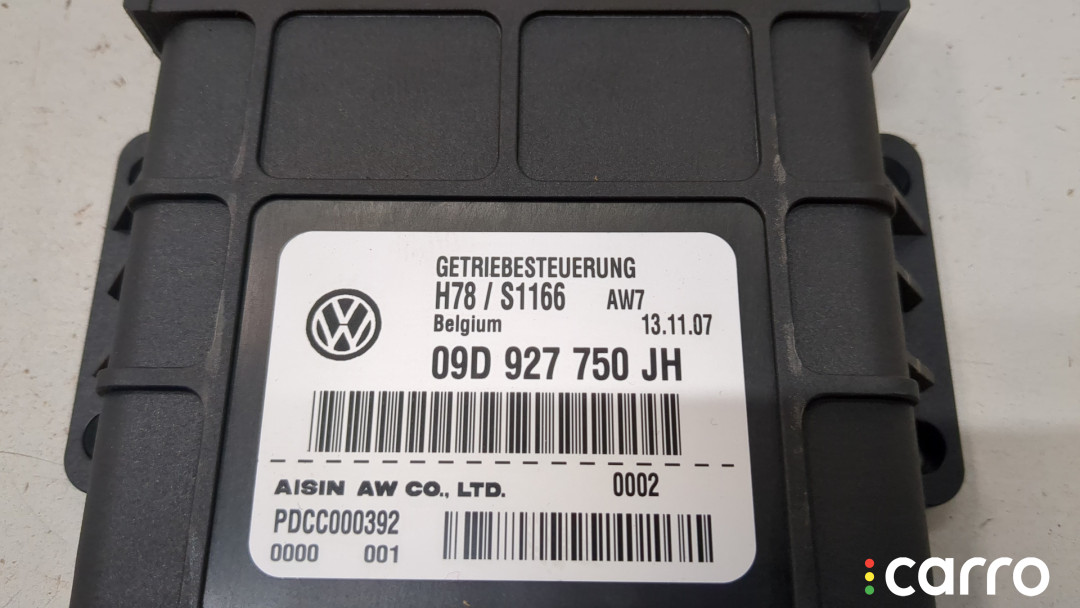 GETRIEBESTEUERUNG
H78 / S1166 AW7
Belgium 13.11.07
09D 927 750 JH
AISIN AW CO., LTD. 0002
PDCC000392
0000 001
carro